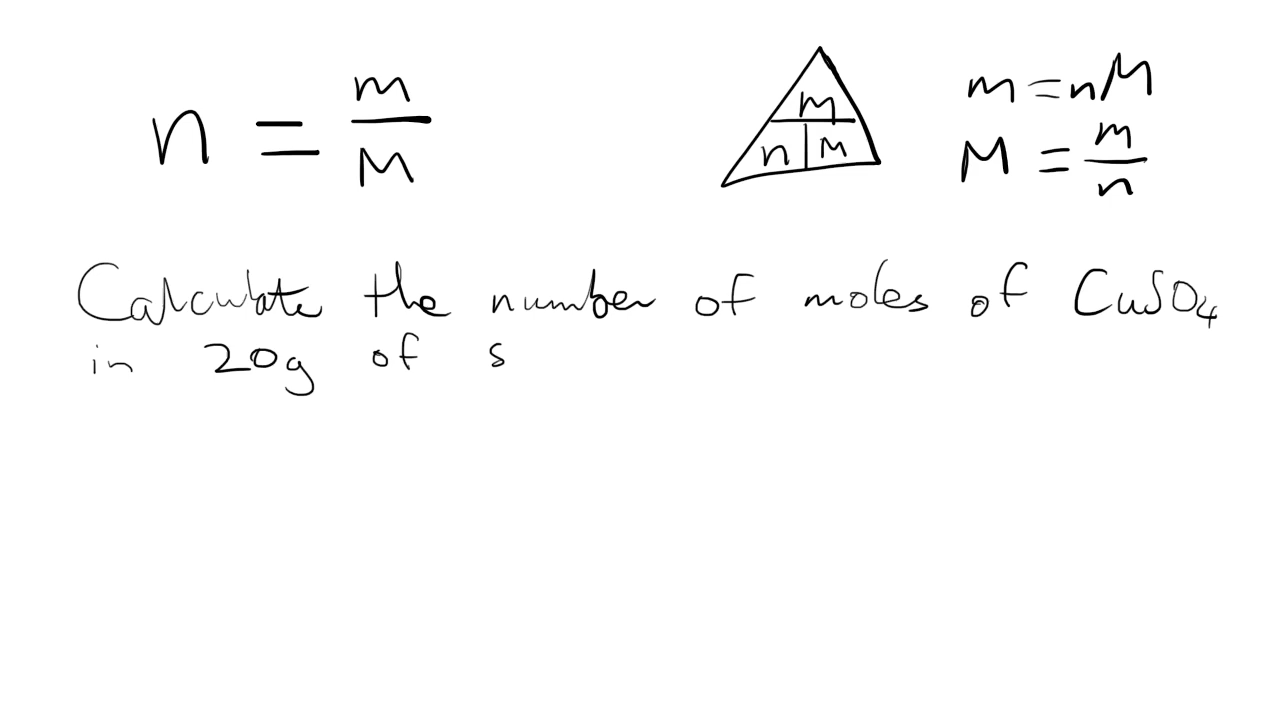 n = m/M
m
n M
m = nM
M = m/n
Calculate the number of moles of CuSO4
in 20g of s